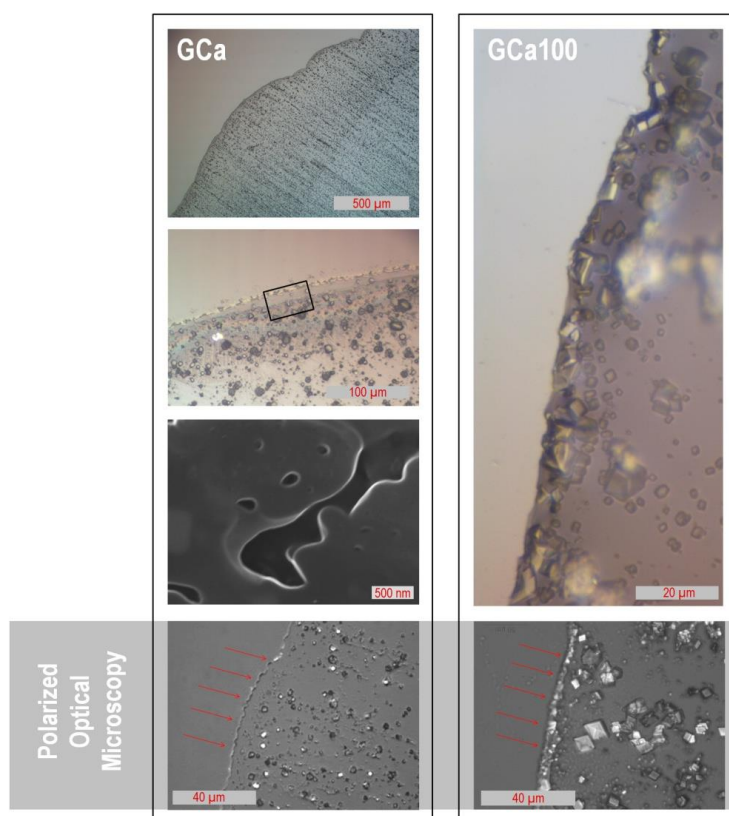 GCa
500 µm
100 µm
500 nm
40 µm
GCa100
20 µm
40 µm
Polarized
Optical
Microscopy